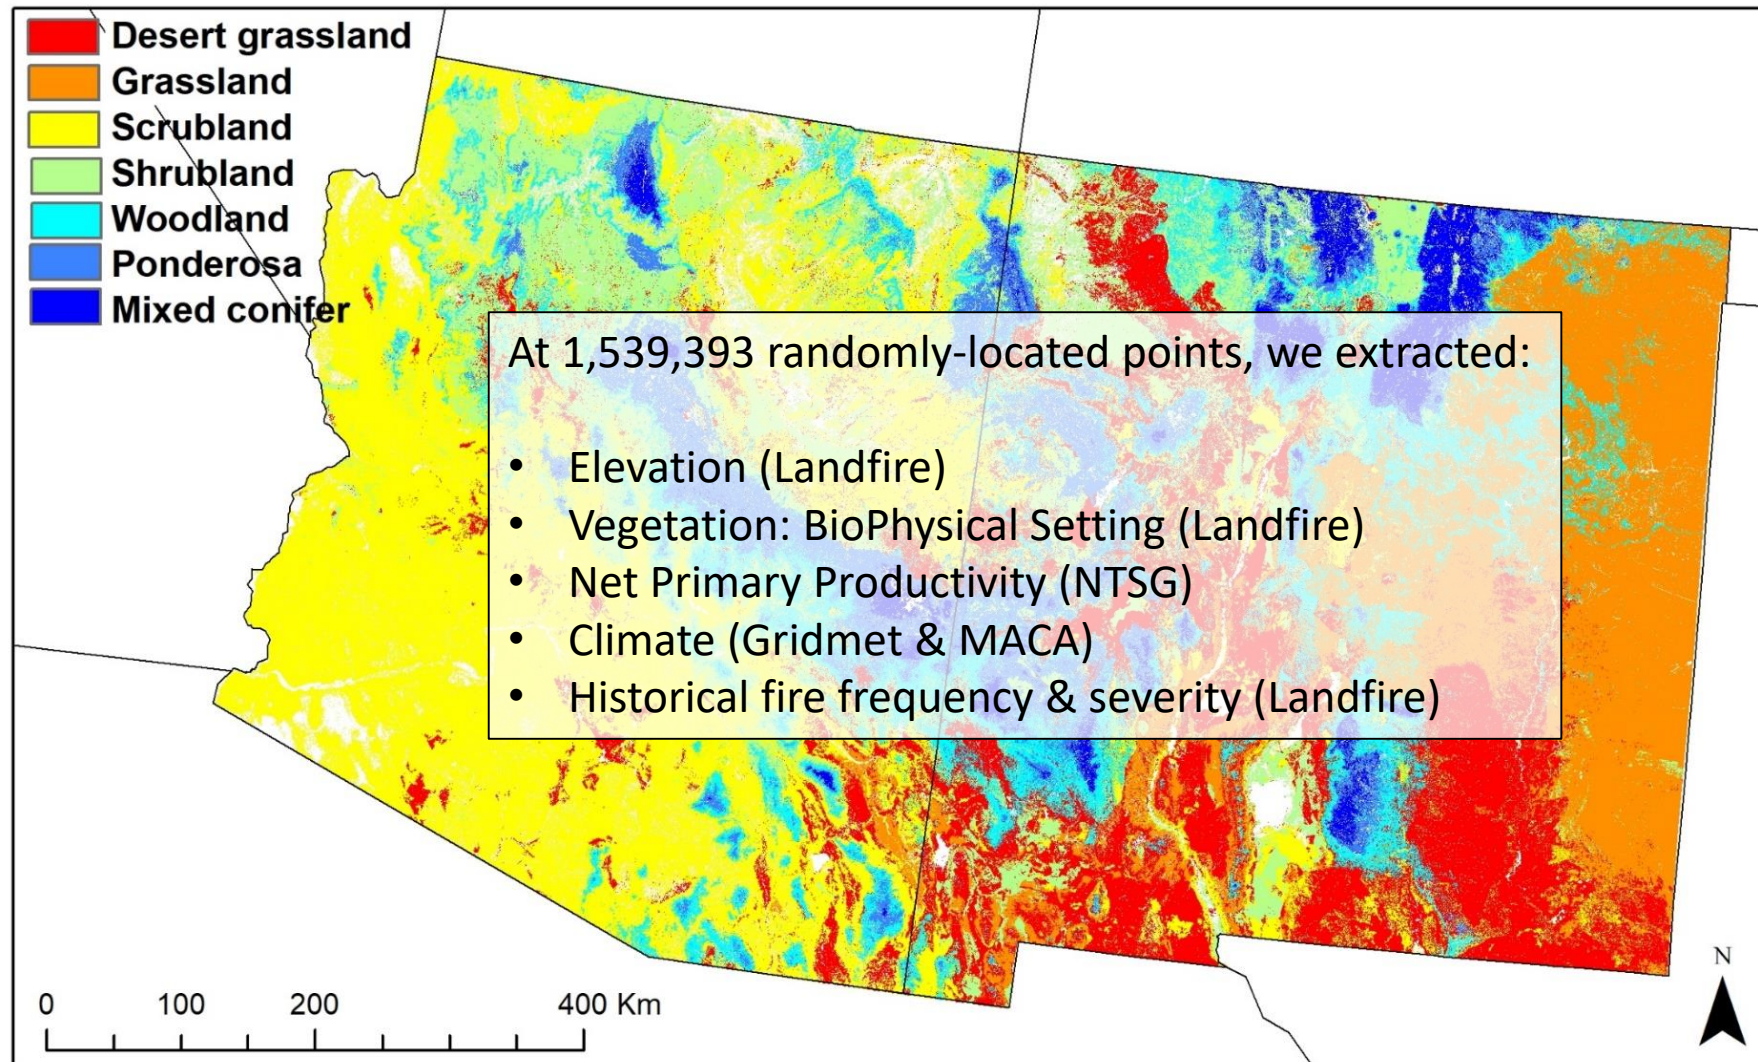 Desert grassland
Grassland
Scrubland
Shrubland
Woodland
Ponderosa
Mixed conifer
At 1,539,393 randomly-located points, we extracted:
• Elevation (Landfire)
• Vegetation: BioPhysical Setting (Landfire)
• Net Primary Productivity (NTSG)
• Climate (Gridmet & MACA)
• Historical fire frequency & severity (Landfire)
0 100 200 400 Km
N